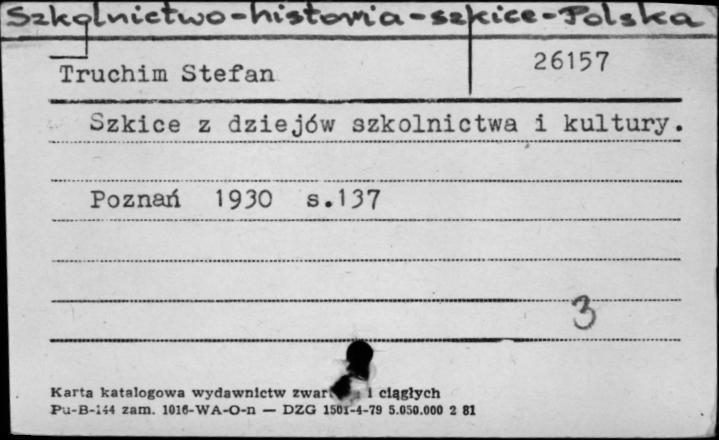 Szkolnictwo-historia-szkice-Polska
Truchim Stefan 26157
Szkice z dziejów szkolnictwa i kultury.
Poznań 1930 s.137
3
Karta katalogowa wydawnictw i ciągłych
Pu-B-144 zam. 1016-WA-O-n — DZG 1501-4-79 5.050.000 2 81